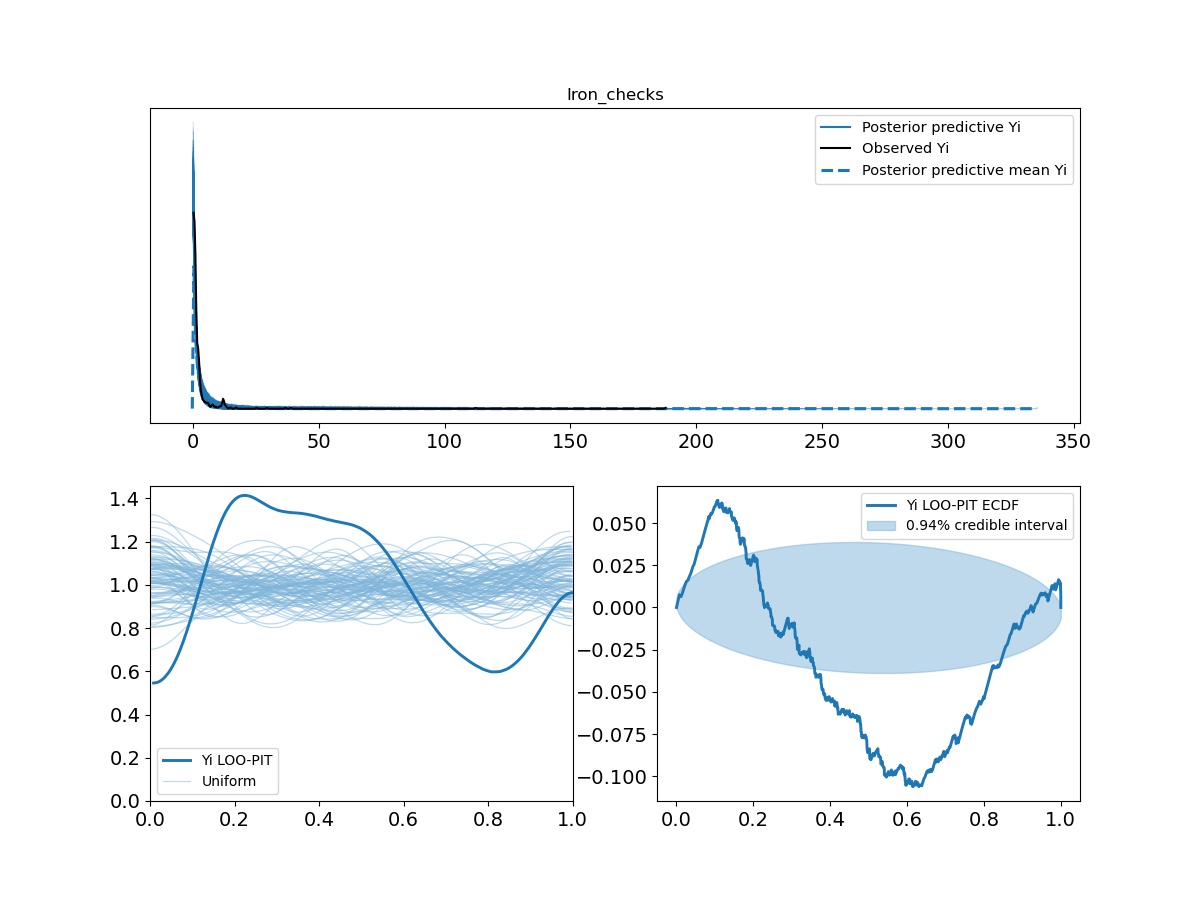 Iron_checks
Posterior predictive Yi
Observed Yi
Posterior predictive mean Yi
0 50 100 150 200 250 300 350
1.4
1.2
1.0
0.8
0.6
0.4
0.2
0.0
Yi LOO-PIT
Uniform
0.0 0.2 0.4 0.6 0.8 1.0
0.050
0.025
0.000
−0.025
−0.050
−0.075
−0.100
Yi LOO-PIT ECDF
0.94% credible interval
0.0 0.2 0.4 0.6 0.8 1.0